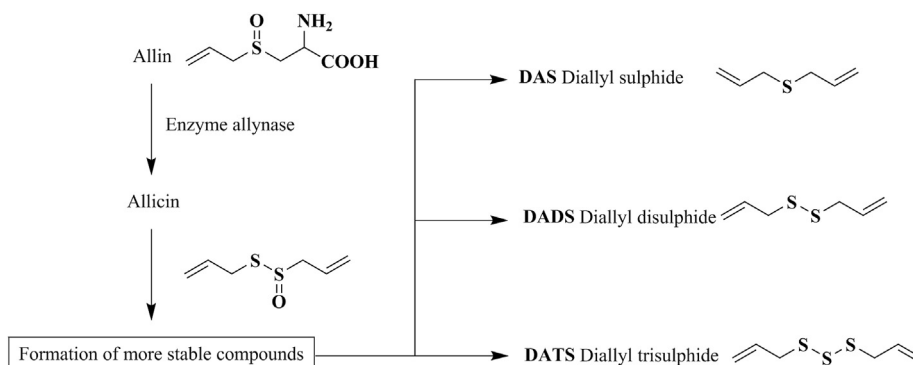 O
NH2
Allin
S
COOH
DAS Diallyl sulphide
S
Enzyme allynase
Allicin
DADS Diallyl disulphide
S
S
S
S
O
Formation of more stable compounds
DATS Diallyl trisulphide
S
S
S